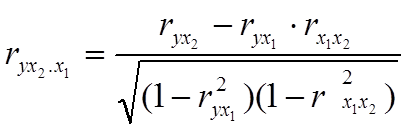 r_{yx_2 \cdot x_1} = \frac{r_{yx_2} - r_{yx_1} \cdot r_{x_1x_2}}{\sqrt{(1 - r_{yx_1}^2)(1 - r_{x_1x_2}^2)}}